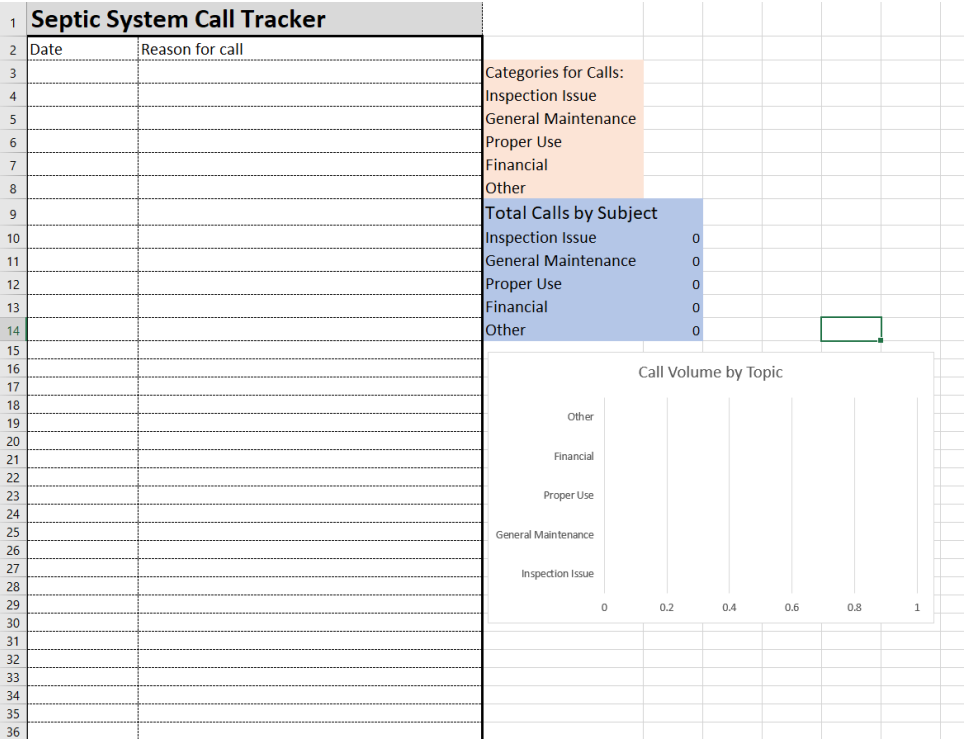 1 Septic System Call Tracker
2 Date Reason for call
3 Categories for Calls:
4 Inspection Issue
5 General Maintenance
6 Proper Use
7 Financial
8 Other
9 Total Calls by Subject
10 Inspection Issue 0
11 General Maintenance 0
12 Proper Use 0
13 Financial 0
14 Other 0
15
16 Call Volume by Topic
17
18
19 Other
20
21 Financial
22
23 Proper Use
24
25 General Maintenance
26
27 Inspection Issue
28
29 0 0.2 0.4 0.6 0.8 1
30
31
32
33
34
35
36